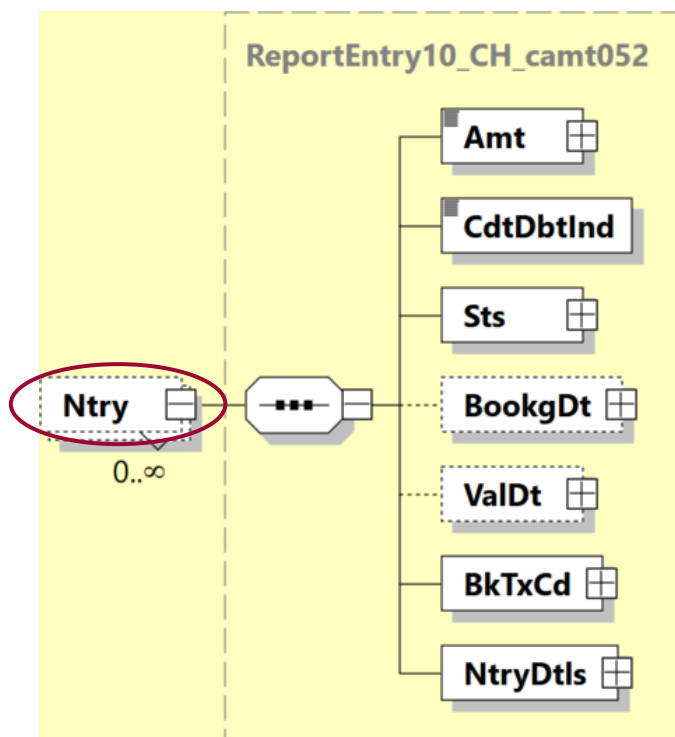 ReportEntry10_CH_camt052
Amt
CdtDbtInd
Sts
Ntry
BookgDt
0..∞
ValDt
BkTxCd
NtryDtls